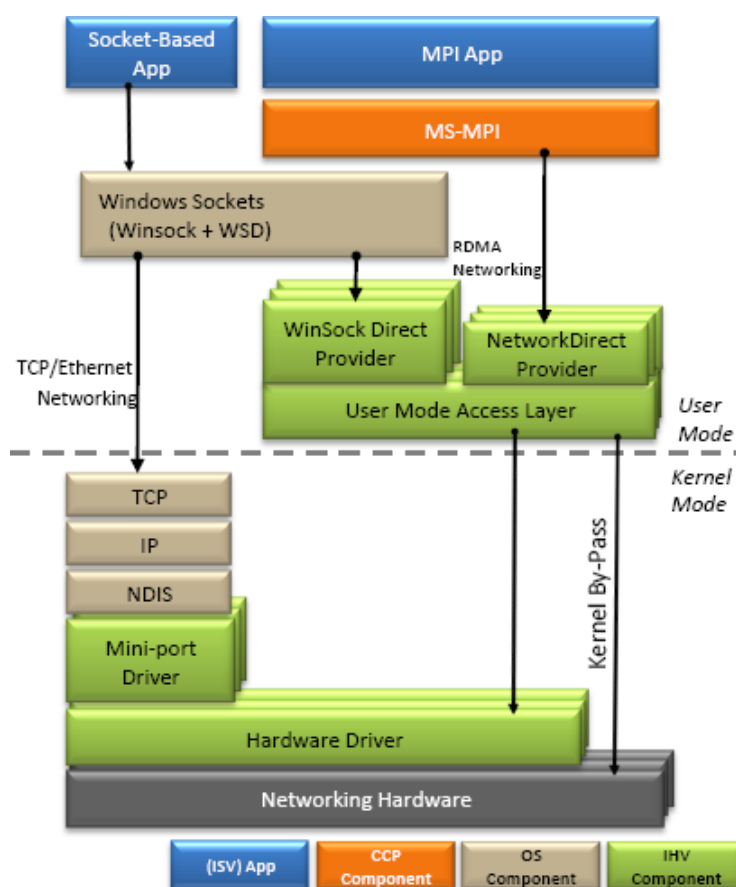 Socket-Based
App
MPI App
MS-MPI
Windows Sockets
(Winsock + WSD)
RDMA
Networking
WinSock Direct
Provider
NetworkDirect
Provider
TCP/Ethernet
Networking
User Mode Access Layer
User
Mode
Kernel
Mode
TCP
IP
NDIS
Kernel By-Pass
Mini-port
Driver
Hardware Driver
Networking Hardware
(ISV) App
CCP
Component
OS
Component
IHV
Component